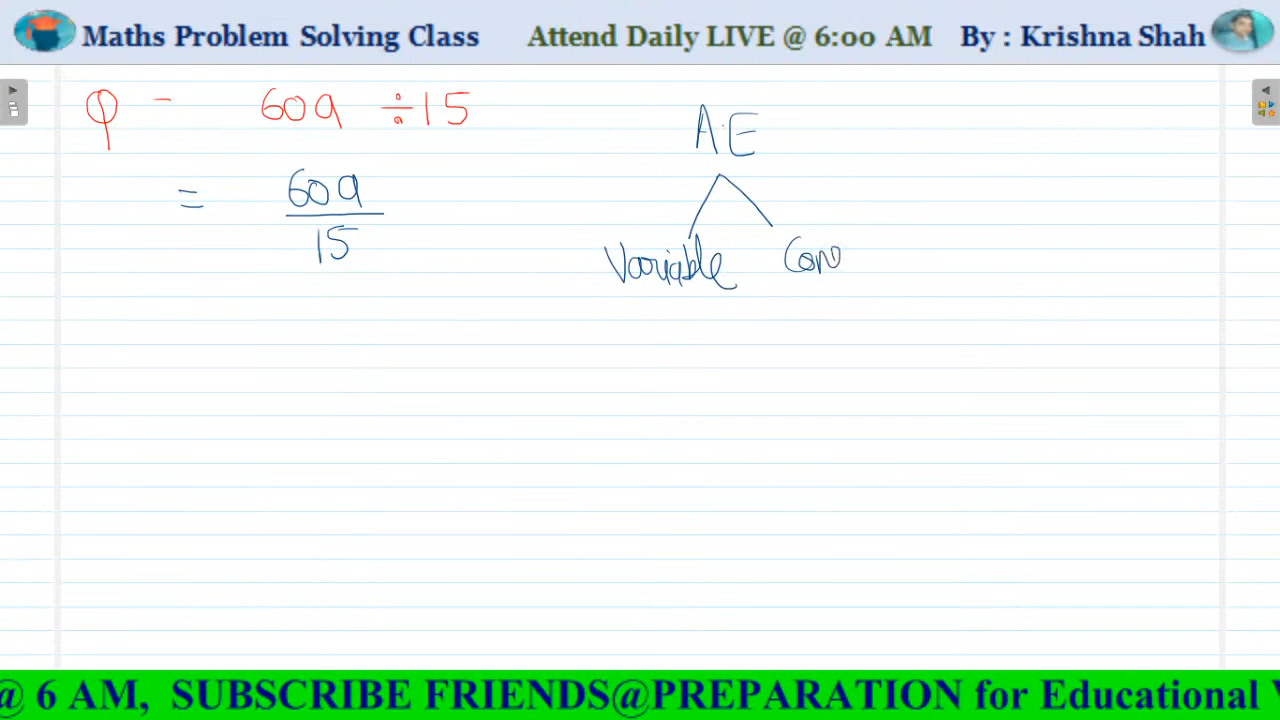 Maths Problem Solving Class Attend Daily LIVE @ 6:00 AM By : Krishna Shah
Q - 60a ÷ 15
= 60a
15
A.E
Variable Con
@ 6 AM, SUBSCRIBE FRIENDS@PREPARATION for Educational